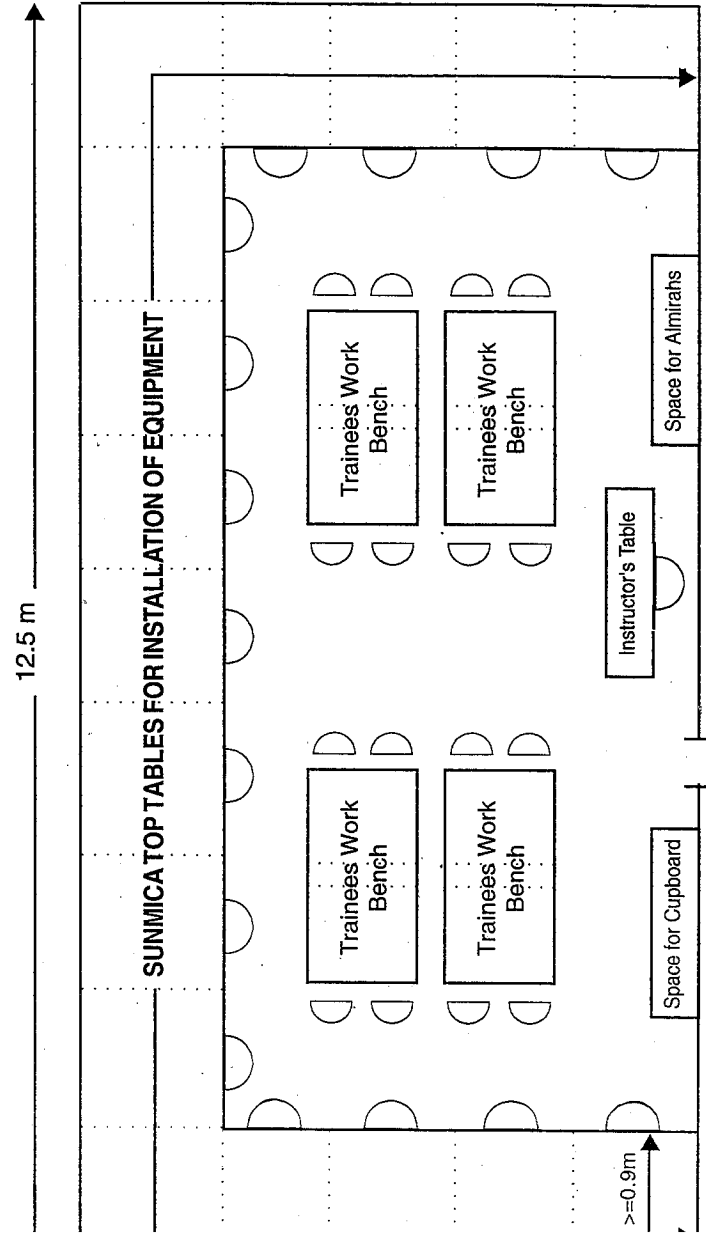 12.5 m
SUNMICA TOP TABLES FOR INSTALLATION OF EQUIPMENT
Trainees Work
Bench
Trainees Work
Bench
Trainees Work
Bench
Trainees Work
Bench
Instructor's Table
Space for Almirahs
Space for Cupboard
>=0.9m